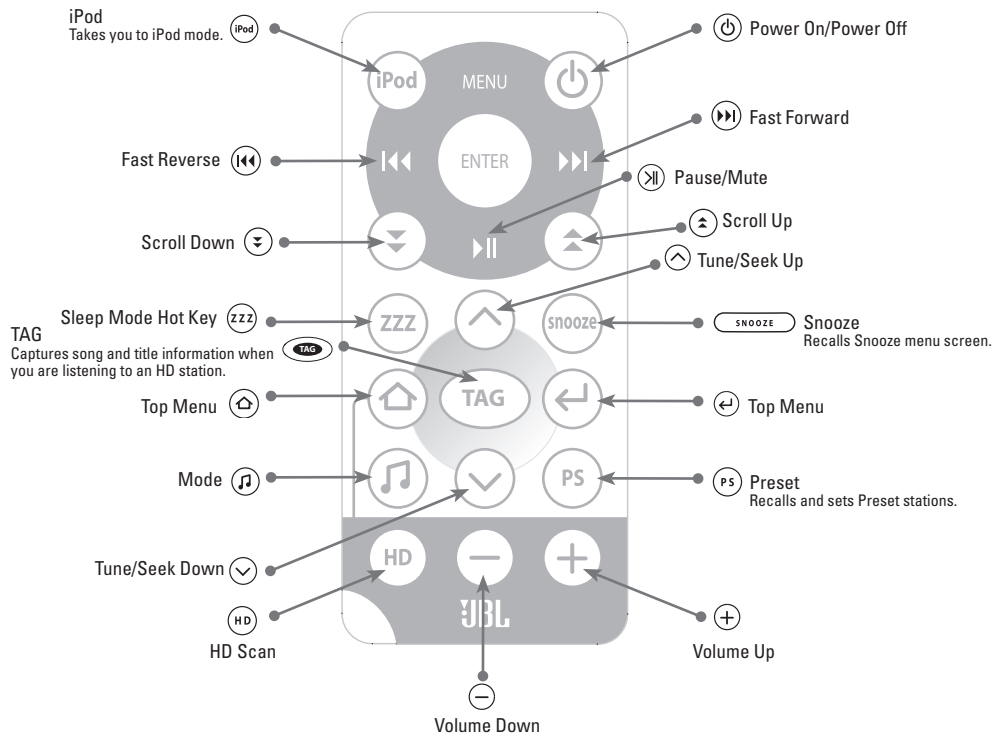 iPod
Takes you to iPod mode.
iPod
Power On/Power Off
iPod
MENU
Fast Forward
Fast Reverse
ENTER
Pause/Mute
Scroll Up
Scroll Down
Tune/Seek Up
Sleep Mode Hot Key
ZZZ
ZZZ
snooze
SNOOZE
Snooze
Recalls Snooze menu screen.
TAG
Captures song and title information when
you are listening to an HD station.
TAG
TAG
Top Menu
Top Menu
Mode
PS
PS
Preset
Recalls and sets Preset stations.
Tune/Seek Down
HD
HD
HD Scan
JBL
Volume Up
Volume Down